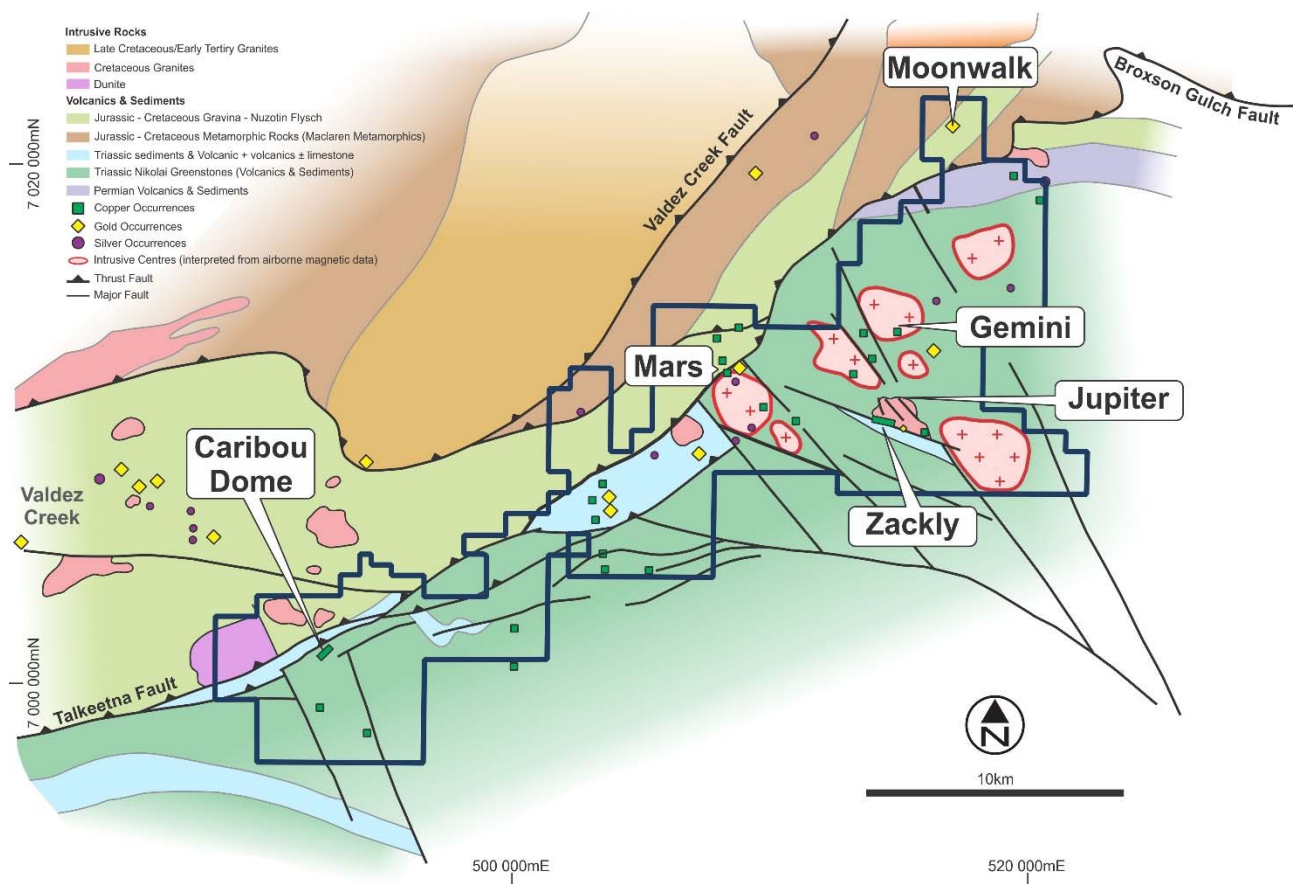 Intrusive Rocks
Late Cretaceous/Early Tertiry Granites
Cretaceous Granites
Dunite
Volcanics & Sediments
Jurassic - Cretaceous Gravina - Nuzotin Flysch
Jurassic - Cretaceous Metamorphic Rocks (Maclaren Metamorphics)
Triassic sediments & Volcanic + volcanics ± limestone
Triassic Nikolai Greenstones (Volcanics & Sediments)
Permian Volcanics & Sediments
Copper Occurrences
Gold Occurrences
Silver Occurrences
Intrusive Centres (interpreted from airborne magnetic data)
Thrust Fault
Major Fault
Moonwalk
Broxson Gulch Fault
7 020 000mN
Valdez Creek Fault
Gemini
Mars
Jupiter
Caribou
Dome
Valdez
Creek
Zackly
7 000 000mN
Talkeetna Fault
N
10km
500 000mE
520 000mE